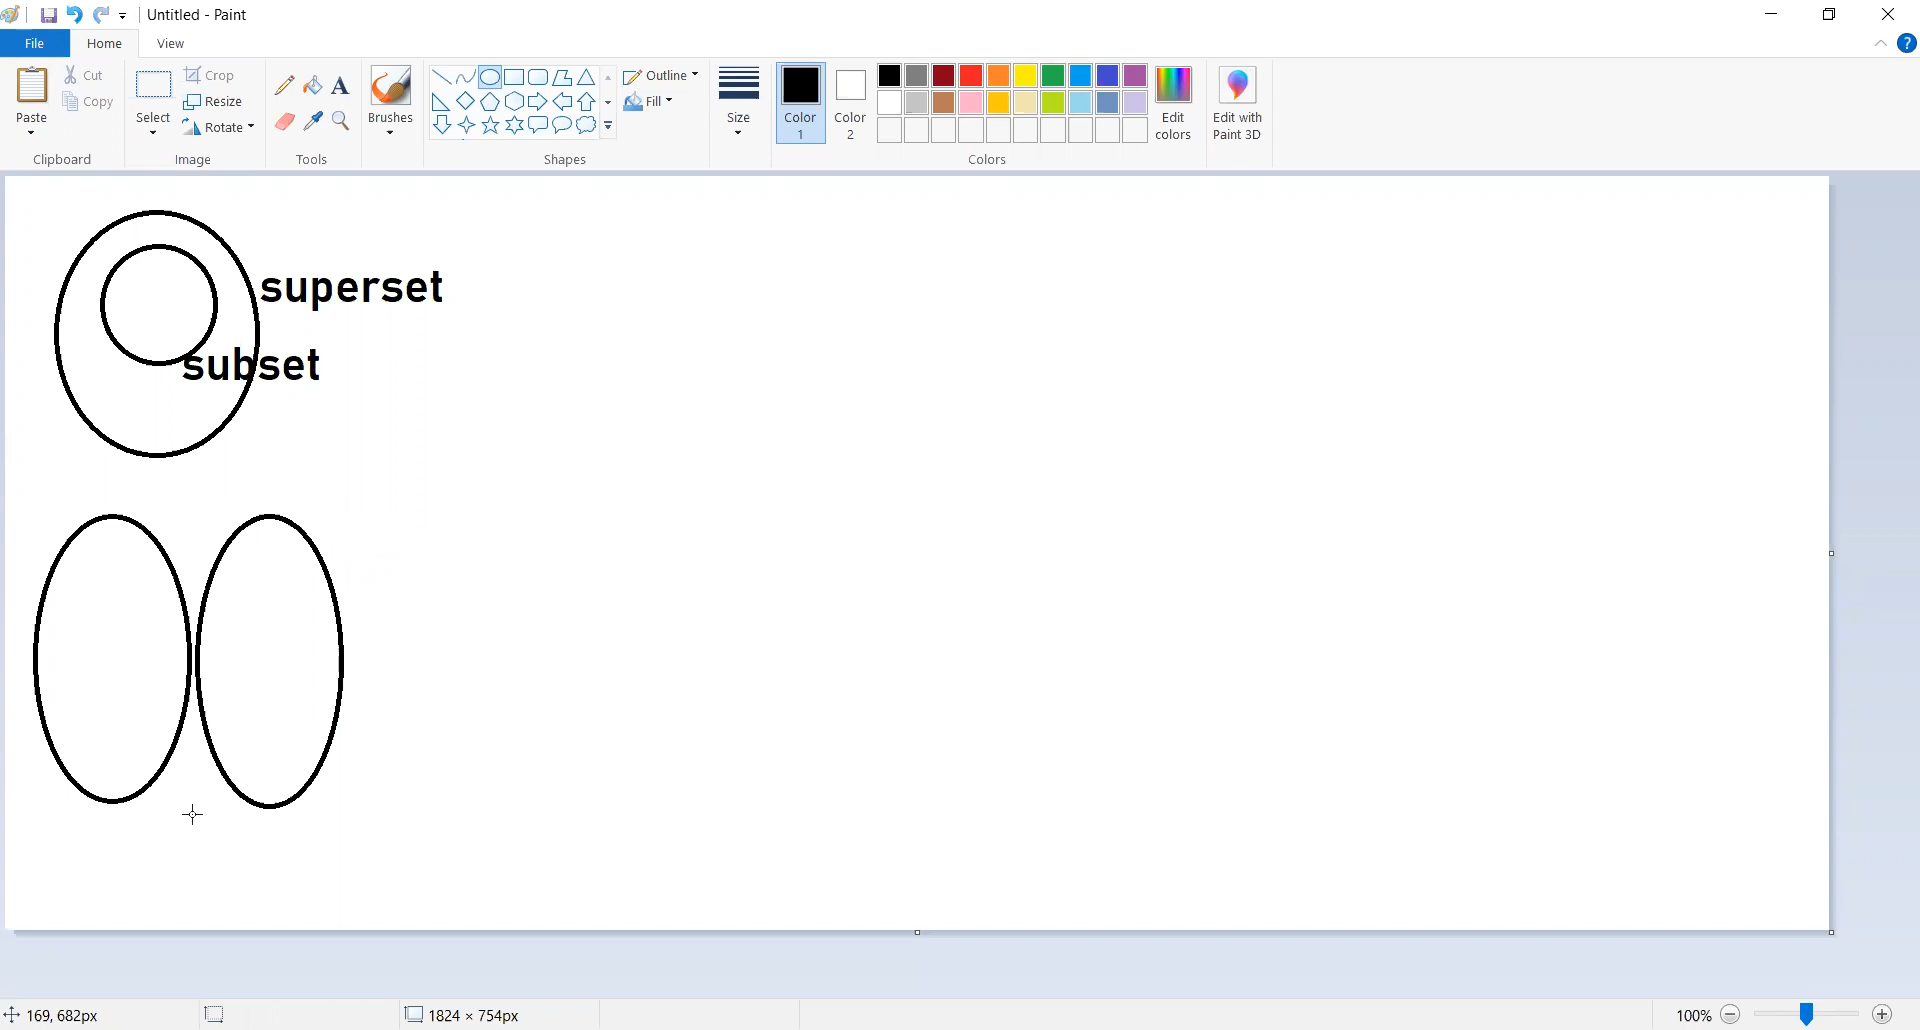 Untitled - Paint
File Home View
Paste
Cut
Copy
Clipboard
Select
Crop
Resize
Rotate
Image
A
Tools
Brushes
Outline
Fill
Shapes
Size
Color
1
Color
2
Edit
colors
Colors
Edit with
Paint 3D
?
superset
subset
169, 682px
1824 × 754px
100%